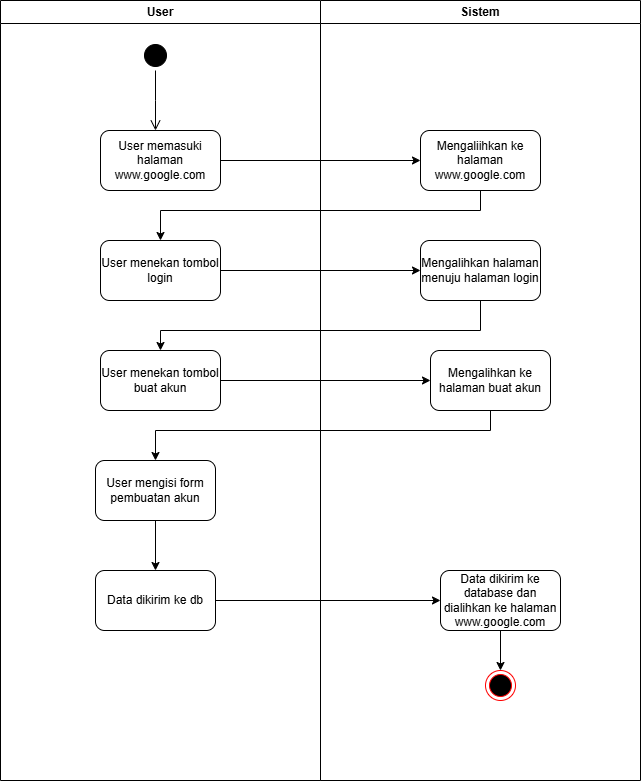 User
Sistem
User memasuki
halaman
www.google.com
Mengaliihkan ke
halaman
www.google.com
User menekan tombol
login
Mengalihkan halaman
menuju halaman login
User menekan tombol
buat akun
Mengalihkan ke
halaman buat akun
User mengisi form
pembuatan akun
Data dikirim ke db
Data dikirim ke
database dan
dialihkan ke halaman
www.google.com